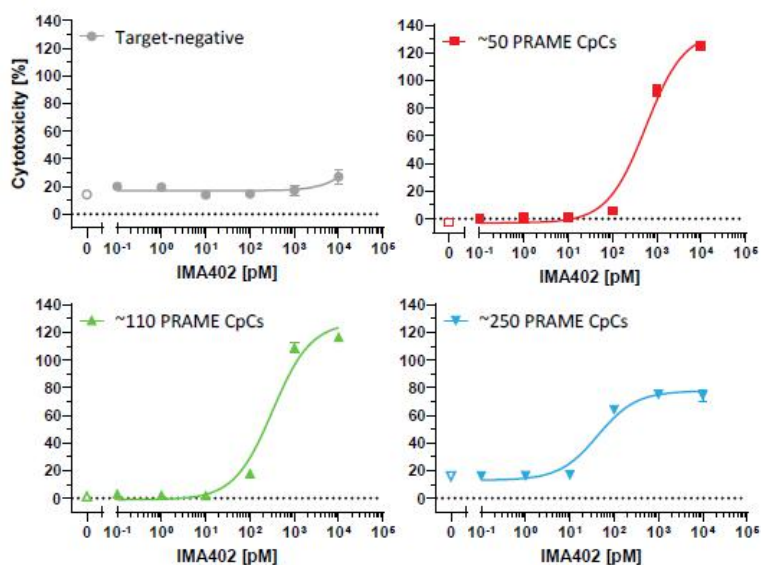 Target-negative
Cytotoxicity [%]
140
120
100
80
60
40
20
0
0 10⁻¹ 10⁰ 10¹ 10² 10³ 10⁴ 10⁵
IMA402 [pM]
~50 PRAME CpCs
140
120
100
80
60
40
20
0
0 10⁻¹ 10⁰ 10¹ 10² 10³ 10⁴ 10⁵
IMA402 [pM]
~110 PRAME CpCs
140
120
100
80
60
40
20
0
0 10⁻¹ 10⁰ 10¹ 10² 10³ 10⁴ 10⁵
IMA402 [pM]
~250 PRAME CpCs
140
120
100
80
60
40
20
0
0 10⁻¹ 10⁰ 10¹ 10² 10³ 10⁴ 10⁵
IMA402 [pM]